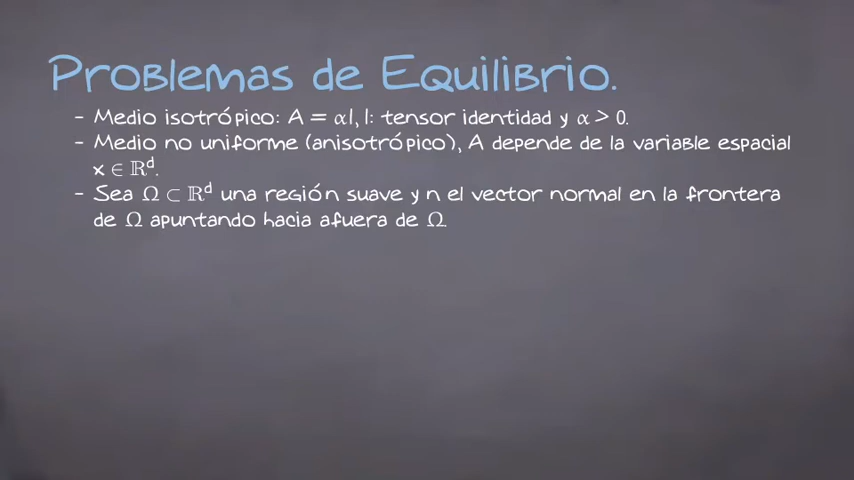 Problemas de Equilibrio.
- Medio isotrópico: A = αI, I: tensor identidad y α > 0.
- Medio no uniforme (anisotrópico), A depende de la variable espacial
x ∈ ℝᵈ.
- Sea Ω ⊂ ℝᵈ una región suave y n el vector normal en la frontera
de Ω apuntando hacia afuera de Ω.